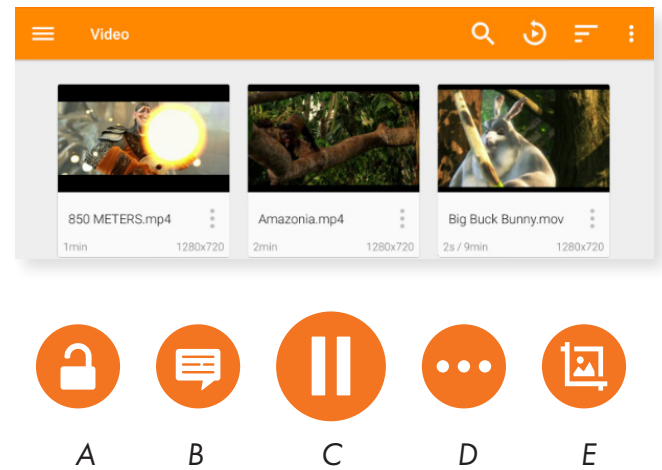 Video
850 METERS.mp4
1min 1280x720
Amazonia.mp4
2min 1280x720
Big Buck Bunny.mov
2s / 9min 1280x720
A B C D E